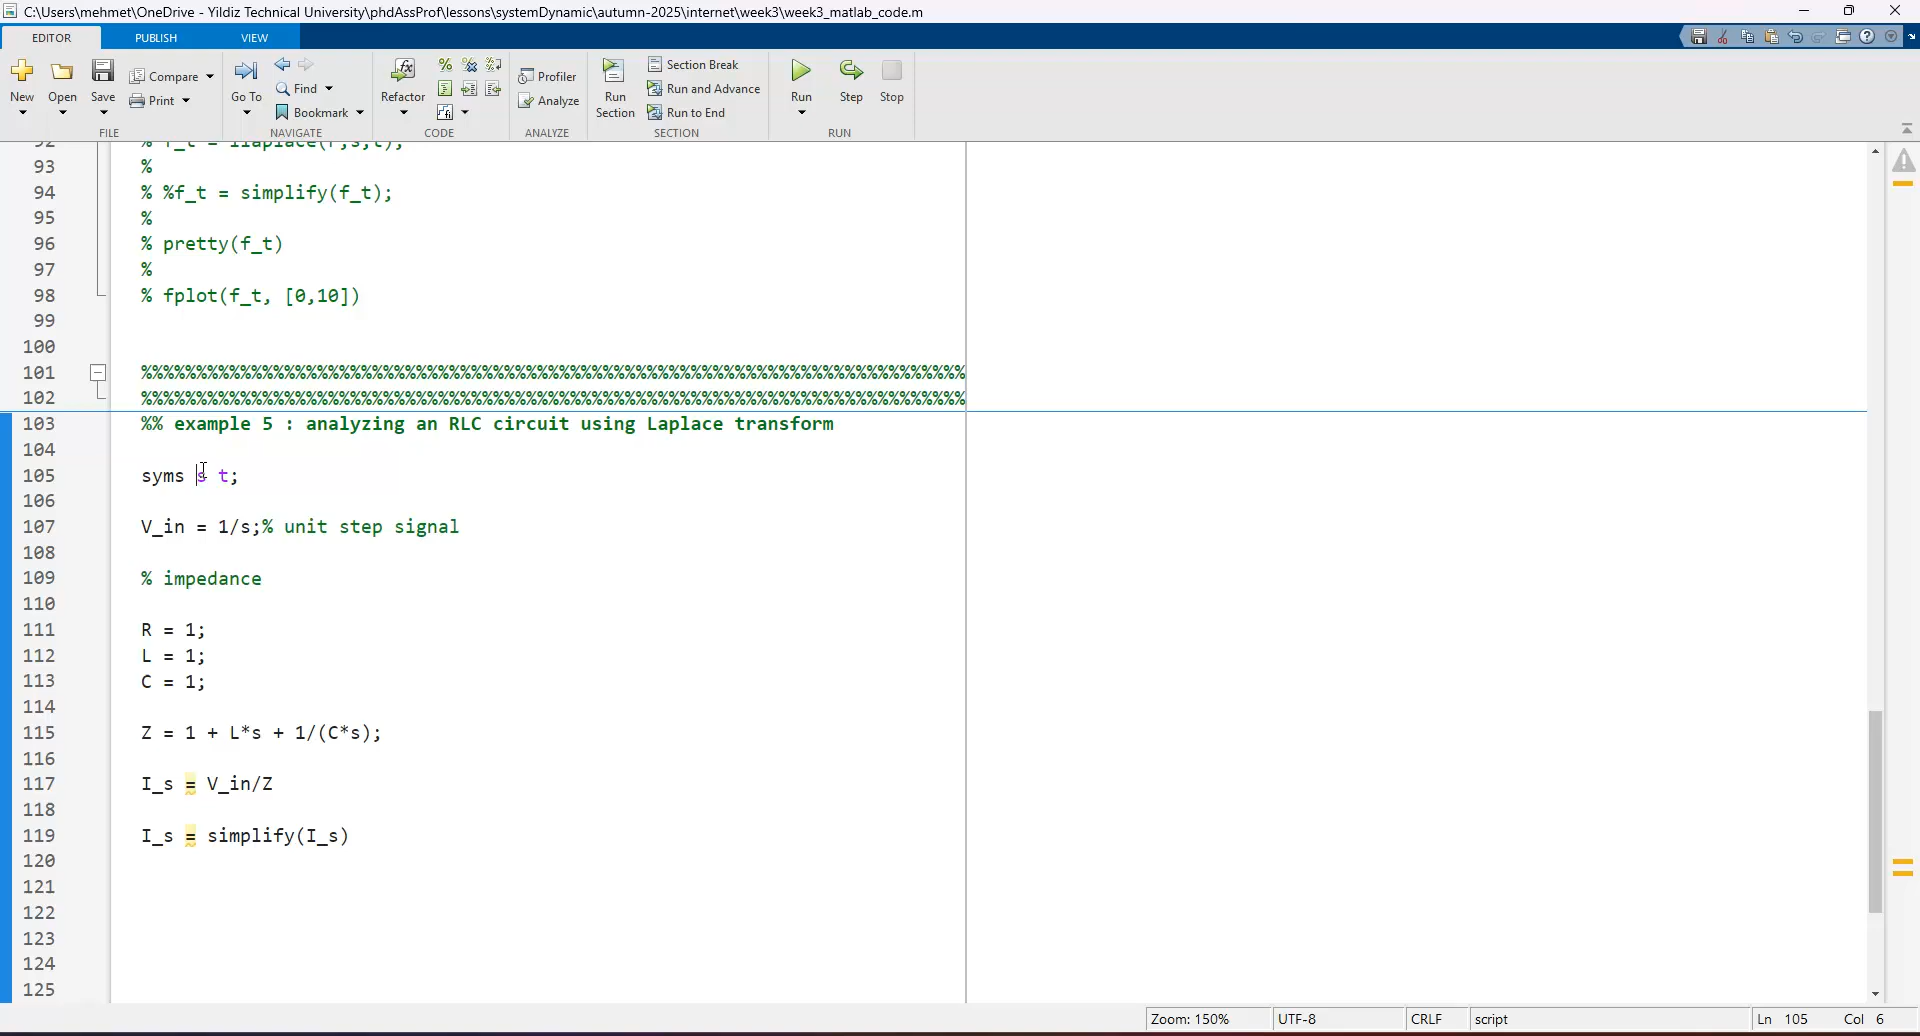 C:\Users\mehmet\OneDrive - Yildiz Technical University\phdAssProf\lessons\systemDynamic\autumn-2025\internet\week3\week3_matlab_code.m
EDITOR PUBLISH VIEW
New Open Save Compare Print
FILE
Go To Find Bookmark
NAVIGATE
Refactor
CODE
Profiler
Analyze
ANALYZE
Run Section
Section Break
Run and Advance
Run to End
SECTION
Run Step Stop
RUN
92 % f_t = ilaplace(F,s,t);
93 %
94 % %f_t = simplify(f_t);
95 %
96 % pretty(f_t)
97 %
98 % fplot(f_t, [0,10])
99
100
101 %%%%%%%%%%%%%%%%%%%%%%%%%%%%%%%%%%%%%%%%%%%%%%%%%%%%%%%%%%%%%%%%%%%%%%%%%%%
102 %%%%%%%%%%%%%%%%%%%%%%%%%%%%%%%%%%%%%%%%%%%%%%%%%%%%%%%%%%%%%%%%%%%%%%%%%%%
103 %% example 5 : analyzing an RLC circuit using Laplace transform
104
105 syms s t;
106
107 V_in = 1/s;% unit step signal
108
109 % impedance
110
111 R = 1;
112 L = 1;
113 C = 1;
114
115 Z = 1 + L*s + 1/(C*s);
116
117 I_s = V_in/Z
118
119 I_s = simplify(I_s)
120
121
122
123
124
125
Zoom: 150% UTF-8 CRLF script Ln 105 Col 6